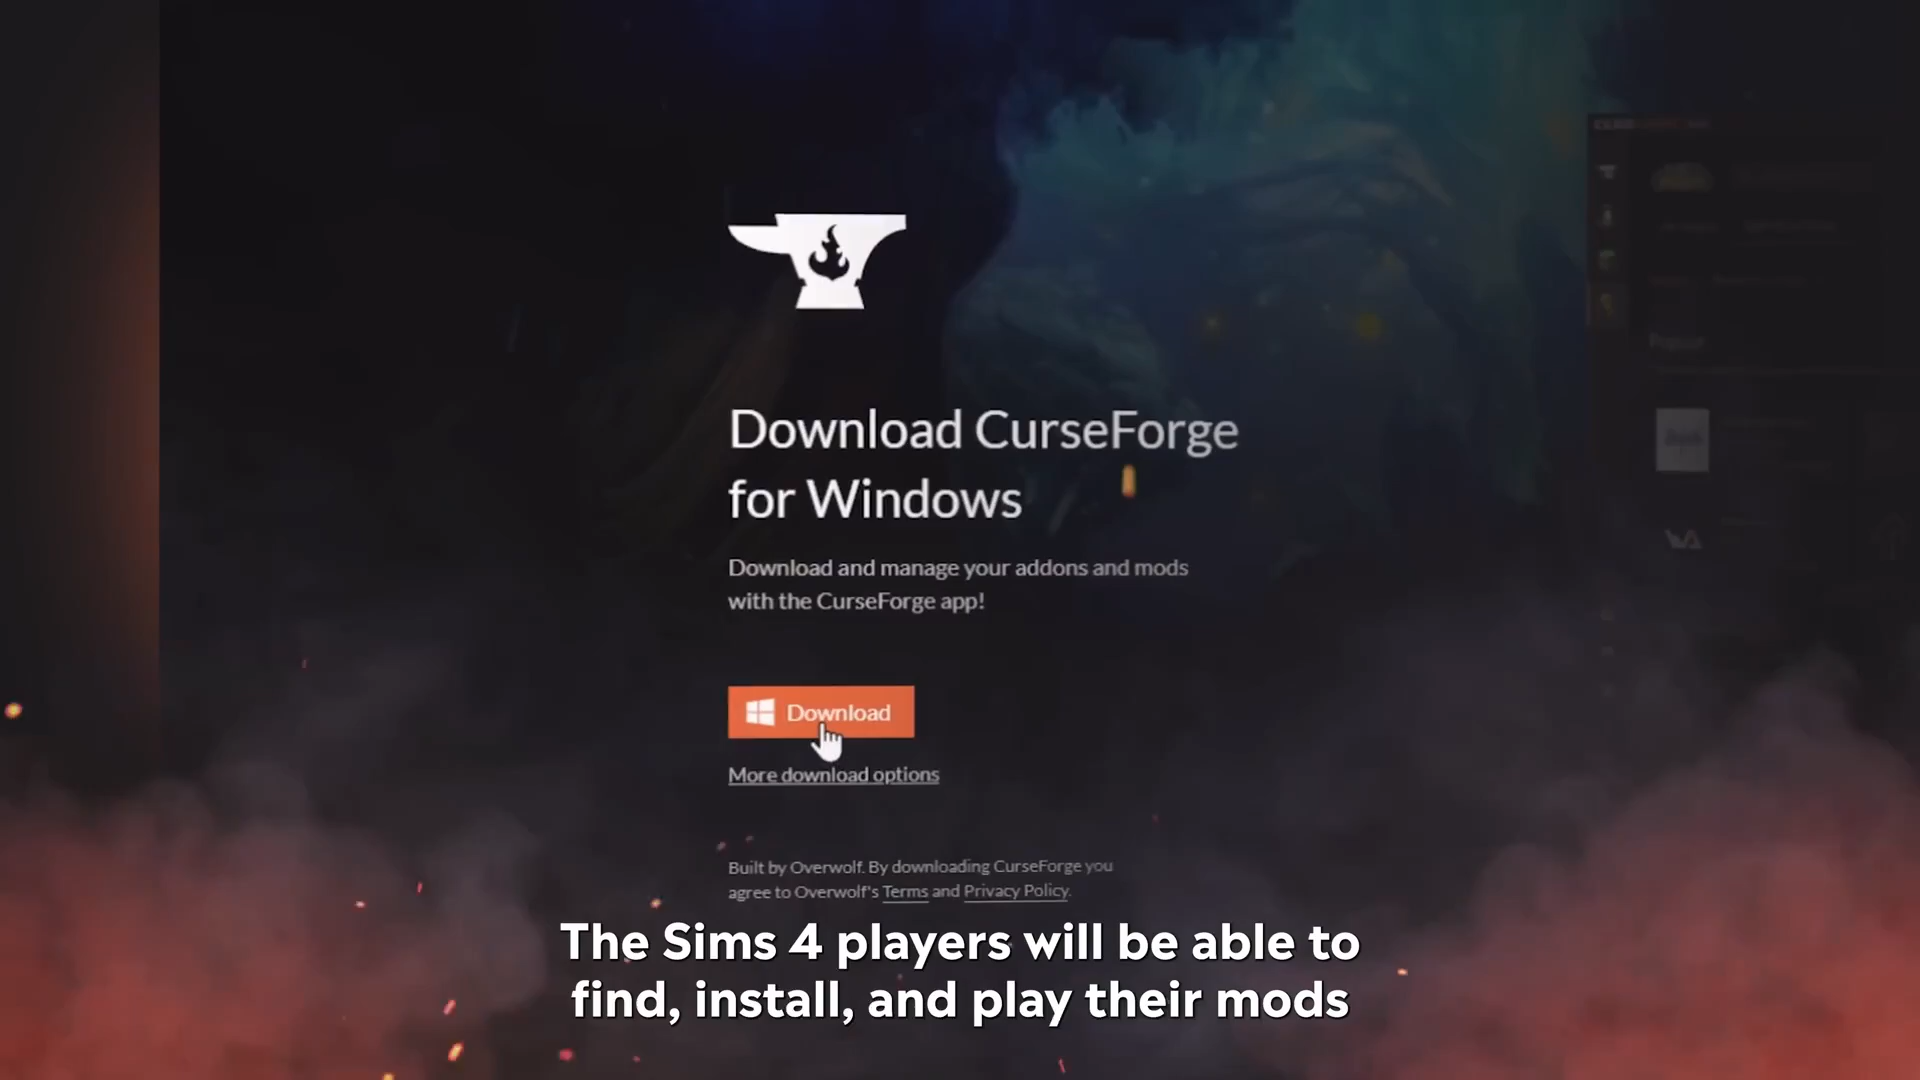 Download CurseForge
for Windows
Download and manage your addons and mods
with the CurseForge app!
Download
More download options
Built by Overwolf. By downloading CurseForge you
agree to Overwolf's Terms and Privacy Policy.
The Sims 4 players will be able to
find, install, and play their mods